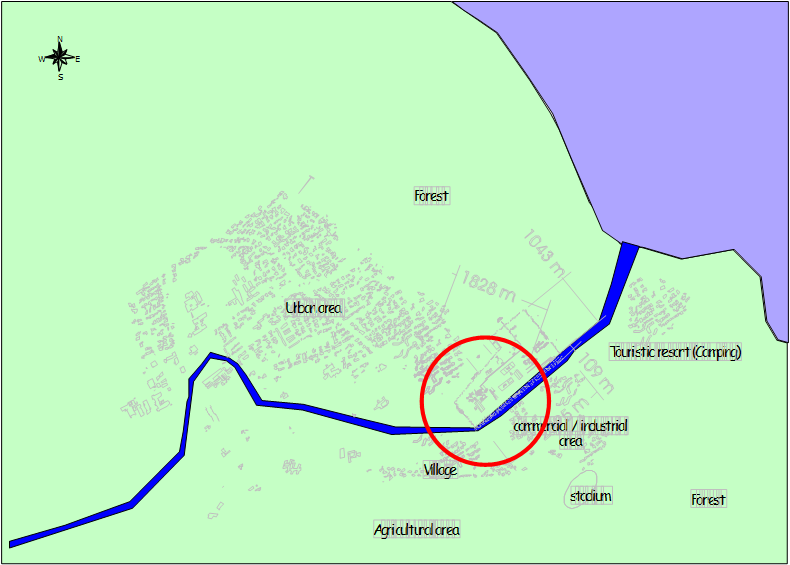 N
W E
S
Forest
1043 m
1828 m
Urban area
Touristic resort (Camping)
109 m
commercial / industrial
area
Village
stadium
Forest
Agricultural area